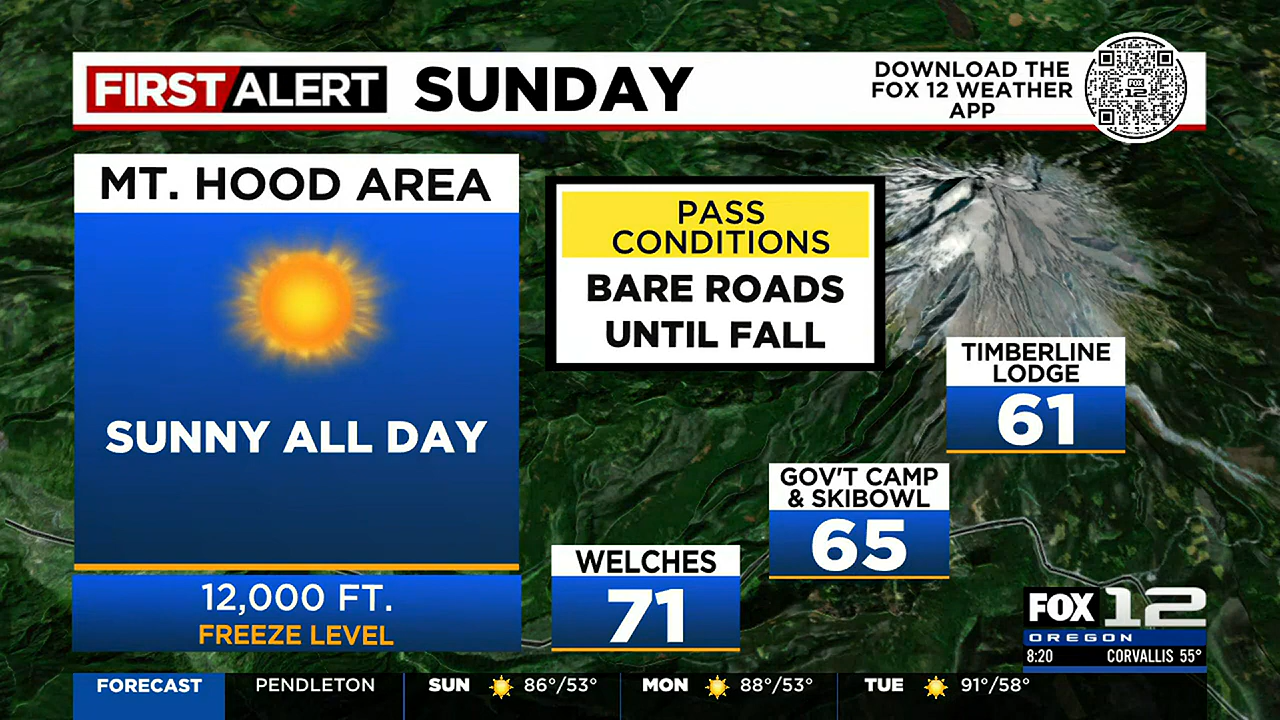 FIRST ALERT SUNDAY
DOWNLOAD THE
FOX 12 WEATHER
APP
FOX
12
MT. HOOD AREA
SUNNY ALL DAY
12,000 FT.
FREEZE LEVEL
PASS
CONDITIONS
BARE ROADS
UNTIL FALL
TIMBERLINE
LODGE
61
GOV'T CAMP
& SKIBOWL
65
WELCHES
71
FOX 12
OREGON
8:20 CORVALLIS 55°
FORECAST PENDLETON SUN 86°/53° MON 88°/53° TUE 91°/58°